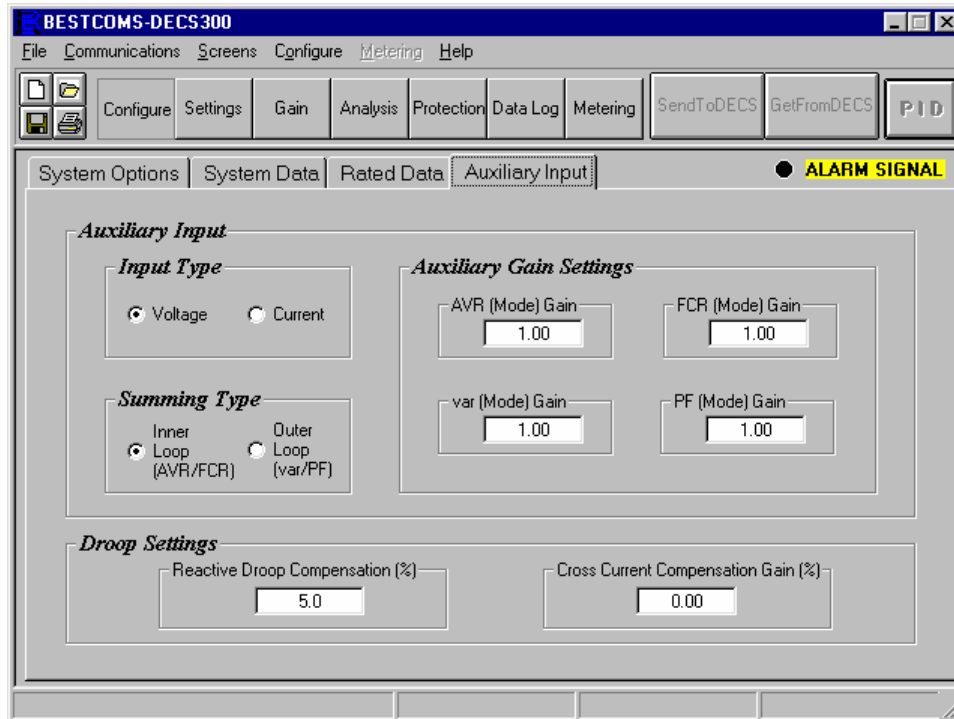 BESTCOMS-DECS300
File Communications Screens Configure Metering Help
Configure Settings Gain Analysis Protection Data Log Metering SendToDECS GetFromDECS PID
System Options System Data Rated Data Auxiliary Input ALARM SIGNAL
Auxiliary Input
Input Type
Voltage Current
Summing Type
Inner Loop (AVR/FCR)
Outer Loop (var/PF)
Auxiliary Gain Settings
AVR (Mode) Gain
1.00
FCR (Mode) Gain
1.00
var (Mode) Gain
1.00
PF (Mode) Gain
1.00
Droop Settings
Reactive Droop Compensation (%)
5.0
Cross Current Compensation Gain (%)
0.00